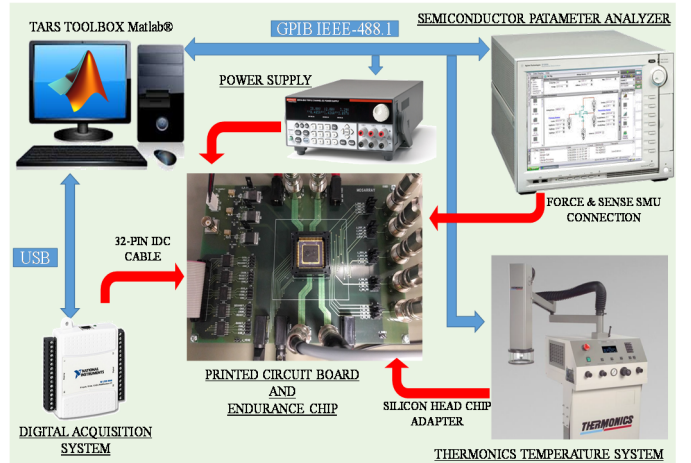 TARS TOOLBOX Matlab®
GPIB IEEE-488.1
SEMICONDUCTOR PATAMETER ANALYZER
POWER SUPPLY
FORCE & SENSE SMU
CONNECTION
32-PIN IDC
CABLE
USB
NATIONAL
INSTRUMENTS
PRINTED CIRCUIT BOARD
AND
ENDURANCE CHIP
SILICON HEAD CHIP
ADAPTER
THERMONICS
DIGITAL ACQUISITION
SYSTEM
THERMONICS TEMPERATURE SYSTEM